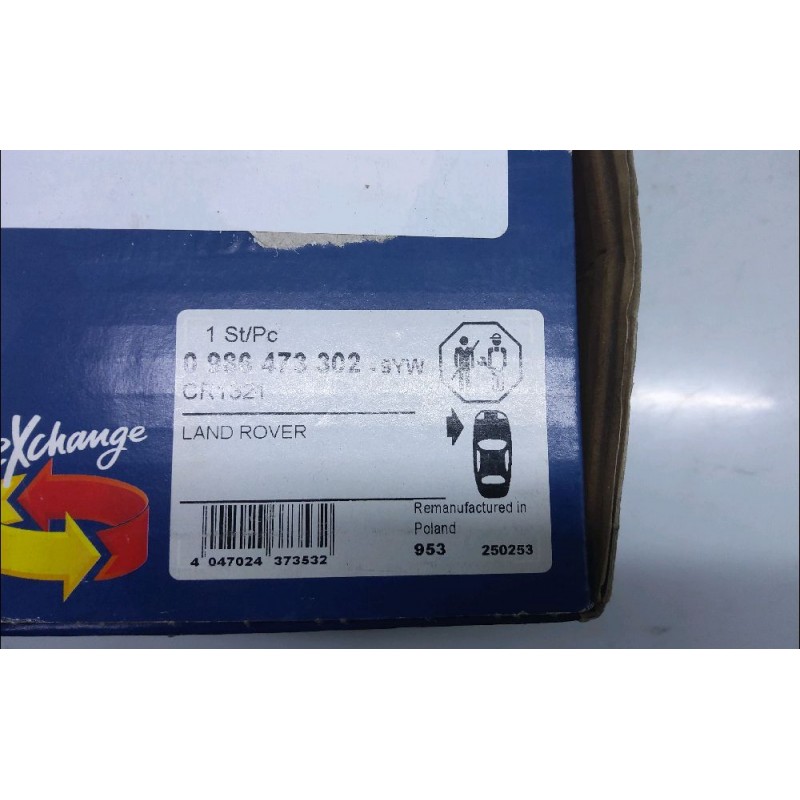 1 St/Pc
0 986 473 302 - 9YW
CR1321
LAND ROVER
eXchange
Remanufactured in
Poland
953 250253
4 047024 373532